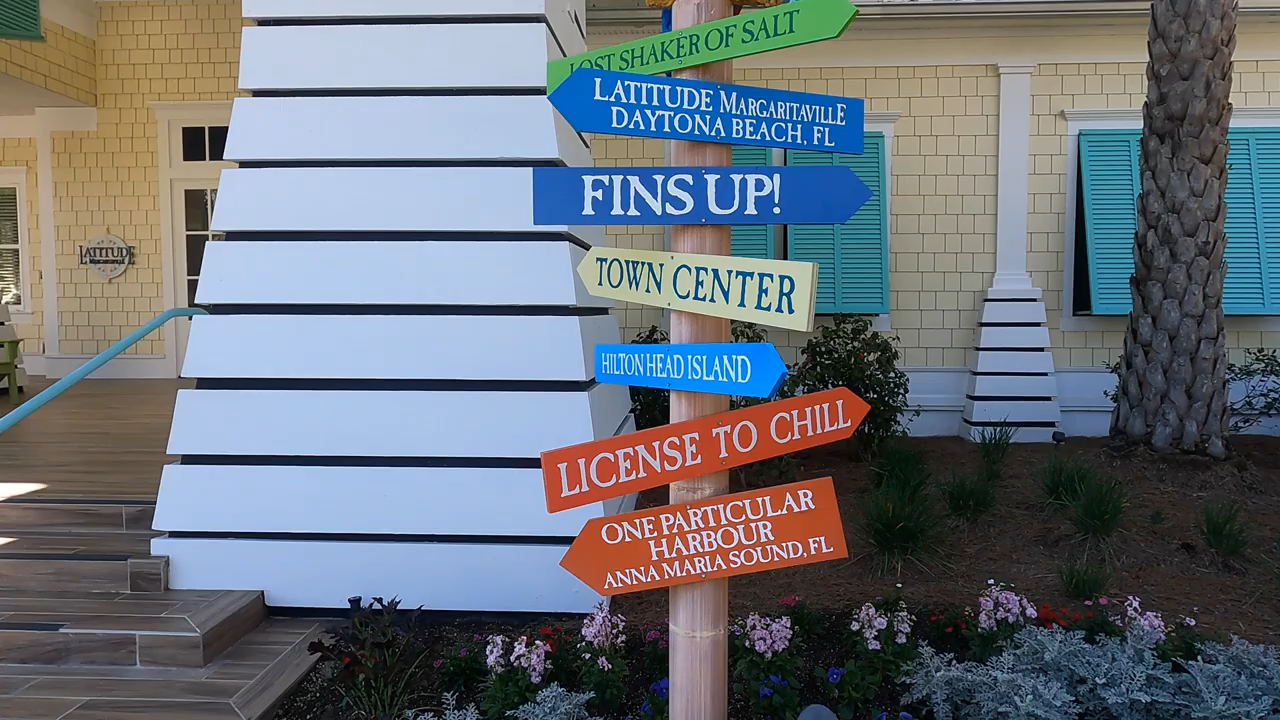 LOST SHAKER OF SALT
LATITUDE MARGARITAVILLE
DAYTONA BEACH, FL
FINS UP!
TOWN CENTER
LATITUDE
MARGARITAVILLE
HILTON HEAD ISLAND
LICENSE TO CHILL
ONE PARTICULAR
HARBOUR
ANNA MARIA SOUND, FL